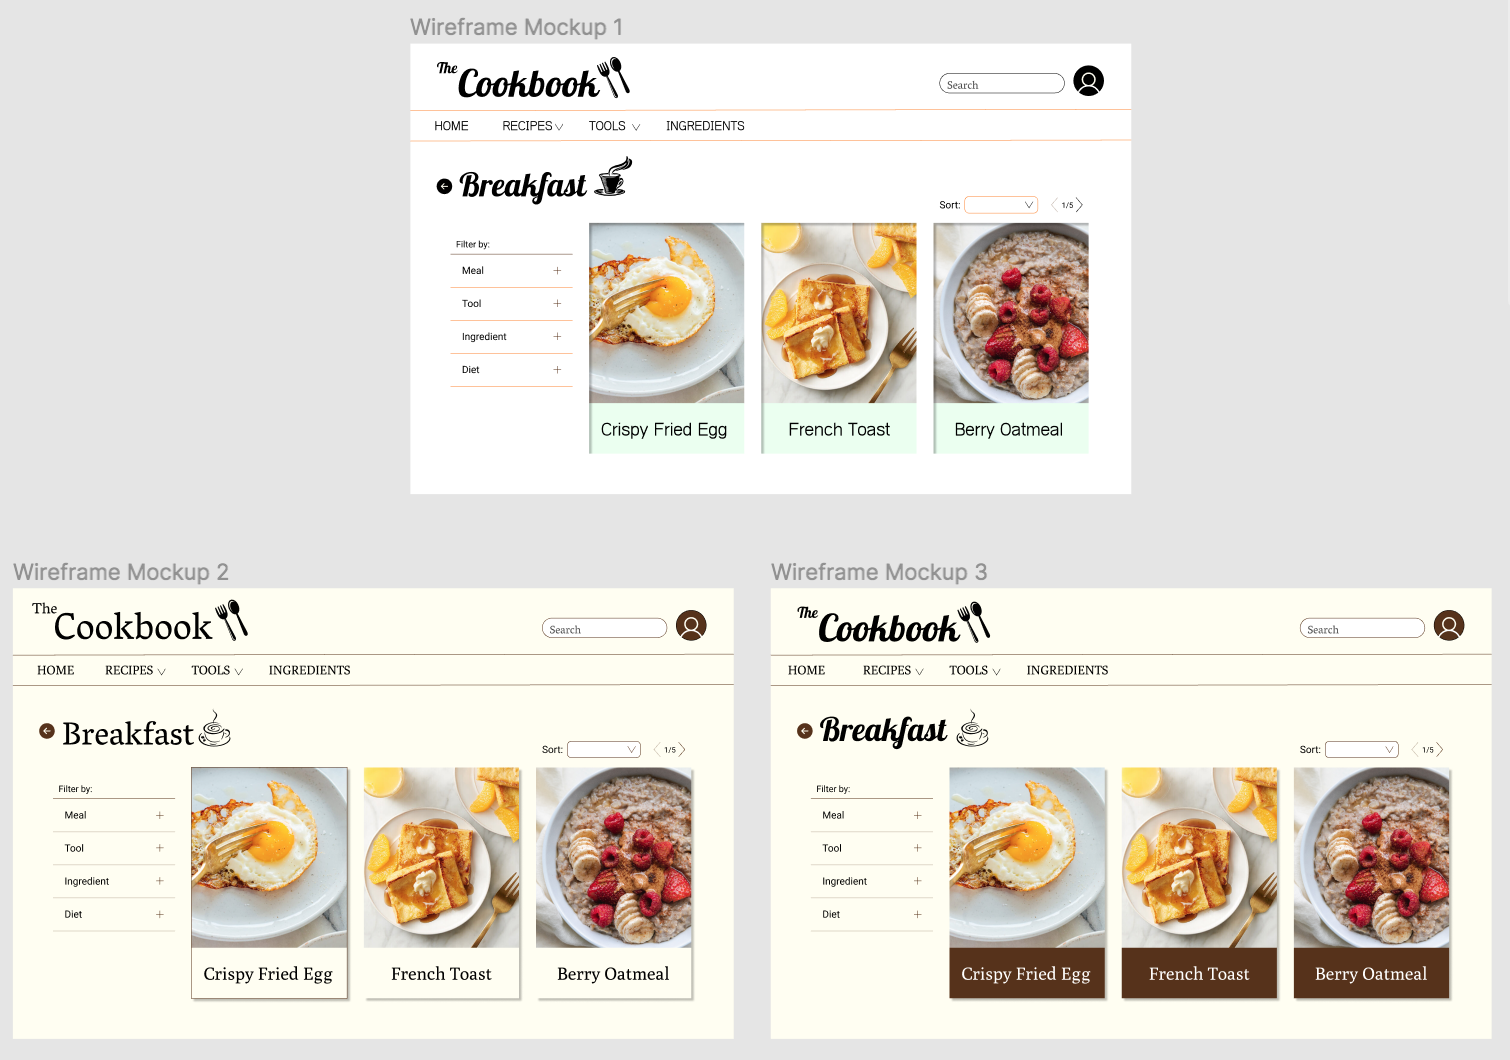 Wireframe Mockup 1
The Cookbook
Search
HOME RECIPES TOOLS INGREDIENTS
Breakfast
Sort: 1/5
Filter by:
Meal
Tool
Ingredient
Diet
Crispy Fried Egg French Toast Berry Oatmeal
Wireframe Mockup 2
The Cookbook
Search
HOME RECIPES TOOLS INGREDIENTS
Breakfast
Sort: 1/5
Filter by:
Meal
Tool
Ingredient
Diet
Crispy Fried Egg French Toast Berry Oatmeal
Wireframe Mockup 3
The Cookbook
Search
HOME RECIPES TOOLS INGREDIENTS
Breakfast
Sort: 1/5
Filter by:
Meal
Tool
Ingredient
Diet
Crispy Fried Egg French Toast Berry Oatmeal